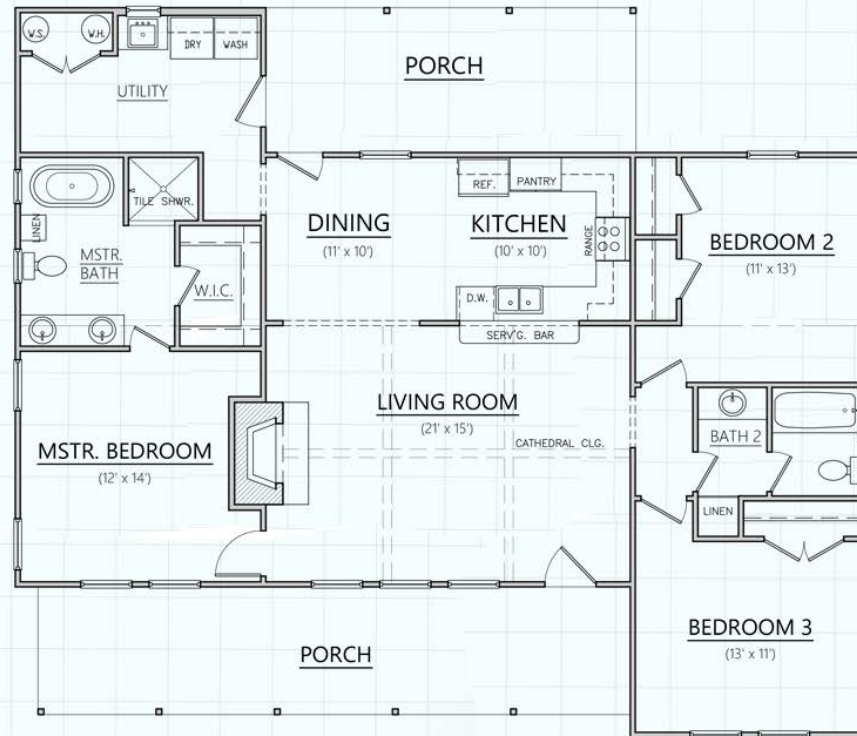 W.S.
W.H.
DRY
WASH
UTILITY
PORCH
TILE SHWR.
LINEN
MSTR.
BATH
W.I.C.
DINING
(11' x 10')
REF.
PANTRY
KITCHEN
(10' x 10')
RANGE
D.W.
SERV'G. BAR
BEDROOM 2
(11' x 13')
LIVING ROOM
(21' x 15')
CATHEDRAL CLG.
MSTR. BEDROOM
(12' x 14')
BATH 2
LINEN
BEDROOM 3
(13' x 11')
PORCH